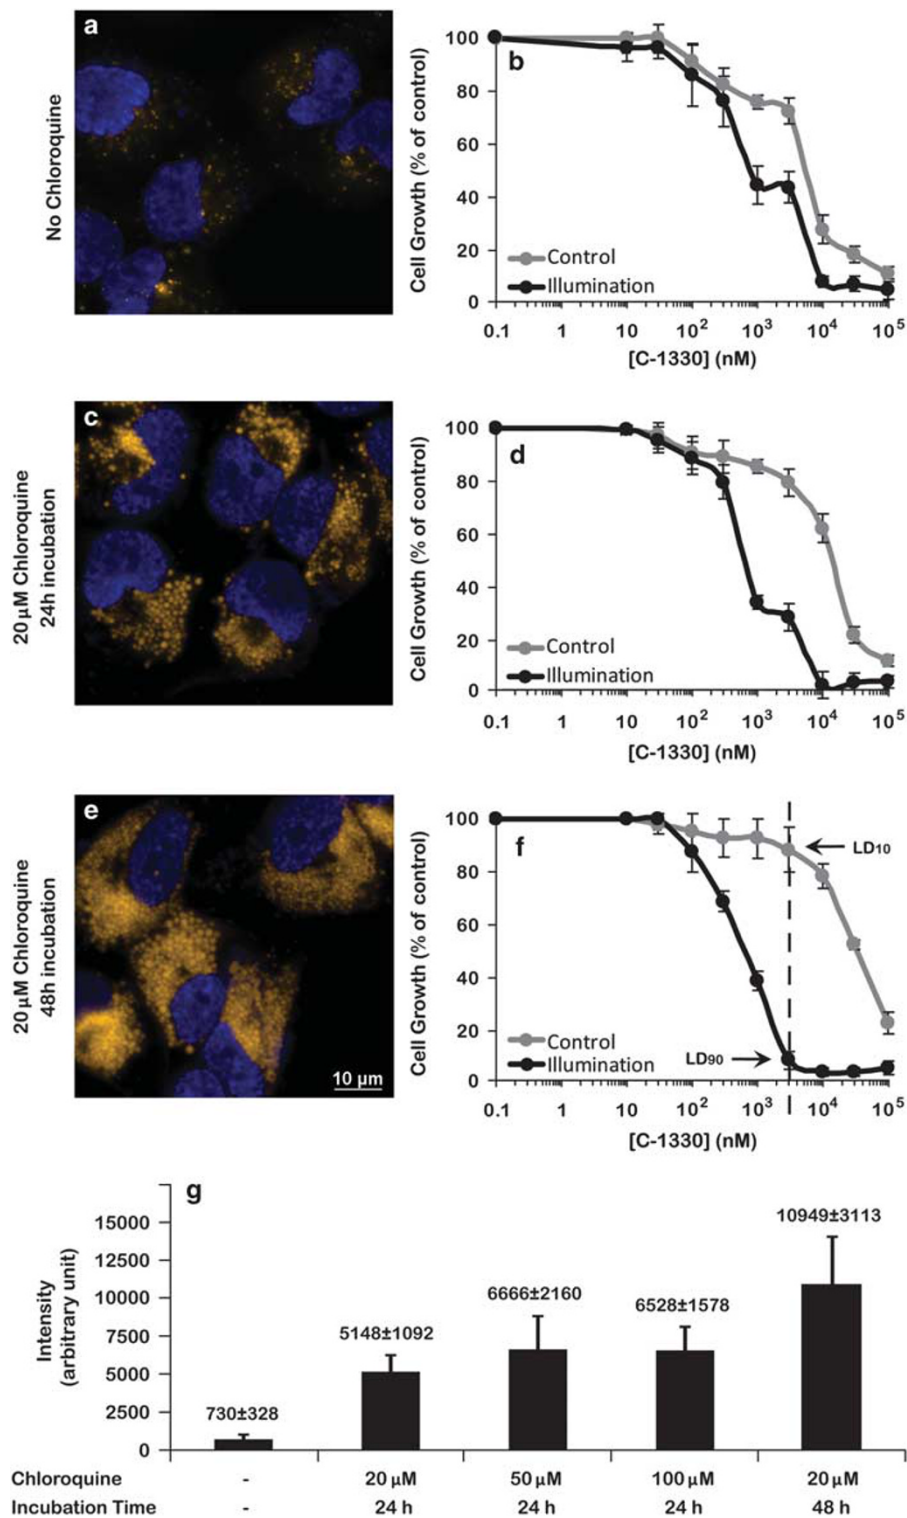 a
No Chloroquine
b
Cell Growth (% of control)
100
80
60
40
20
0
Control
Illumination
0.1 1 10 10² 10³ 10⁴ 10⁵
[C-1330] (nM)
c
20 µM Chloroquine
24h incubation
d
Cell Growth (% of control)
100
80
60
40
20
0
Control
Illumination
0.1 1 10 10² 10³ 10⁴ 10⁵
[C-1330] (nM)
e
20 µM Chloroquine
48h incubation
10 µm
f
Cell Growth (% of control)
100
80
60
40
20
0
LD10
Control
Illumination
LD90
0.1 1 10 10² 10³ 10⁴ 10⁵
[C-1330] (nM)
g
Intensity
(arbitrary unit)
15000
12500
10000
7500
5000
2500
0
730±328
5148±1092
6666±2160
6528±1578
10949±3113
Chloroquine - 20 µM 50 µM 100 µM 20 µM
Incubation Time - 24 h 24 h 24 h 48 h